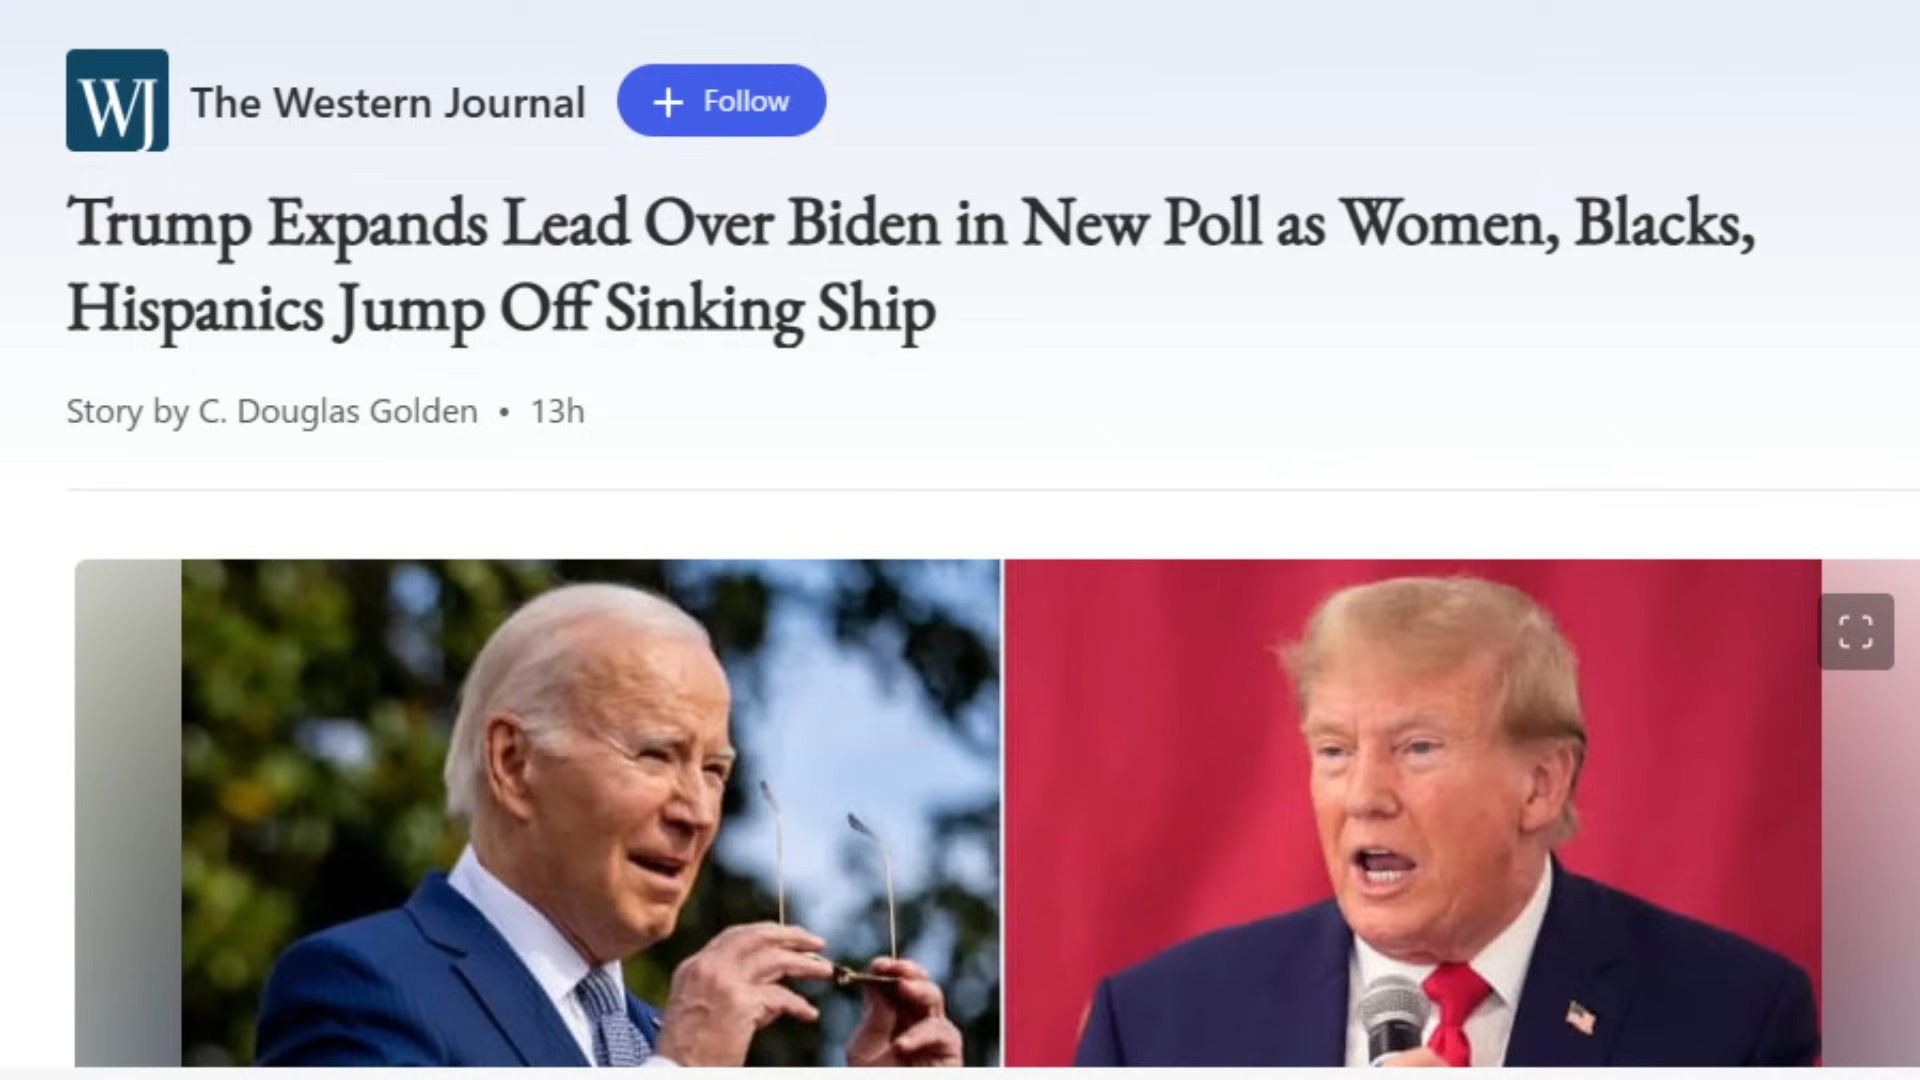 WJ
The Western Journal
+ Follow
Trump Expands Lead Over Biden in New Poll as Women, Blacks,
Hispanics Jump Off Sinking Ship
Story by C. Douglas Golden • 13h